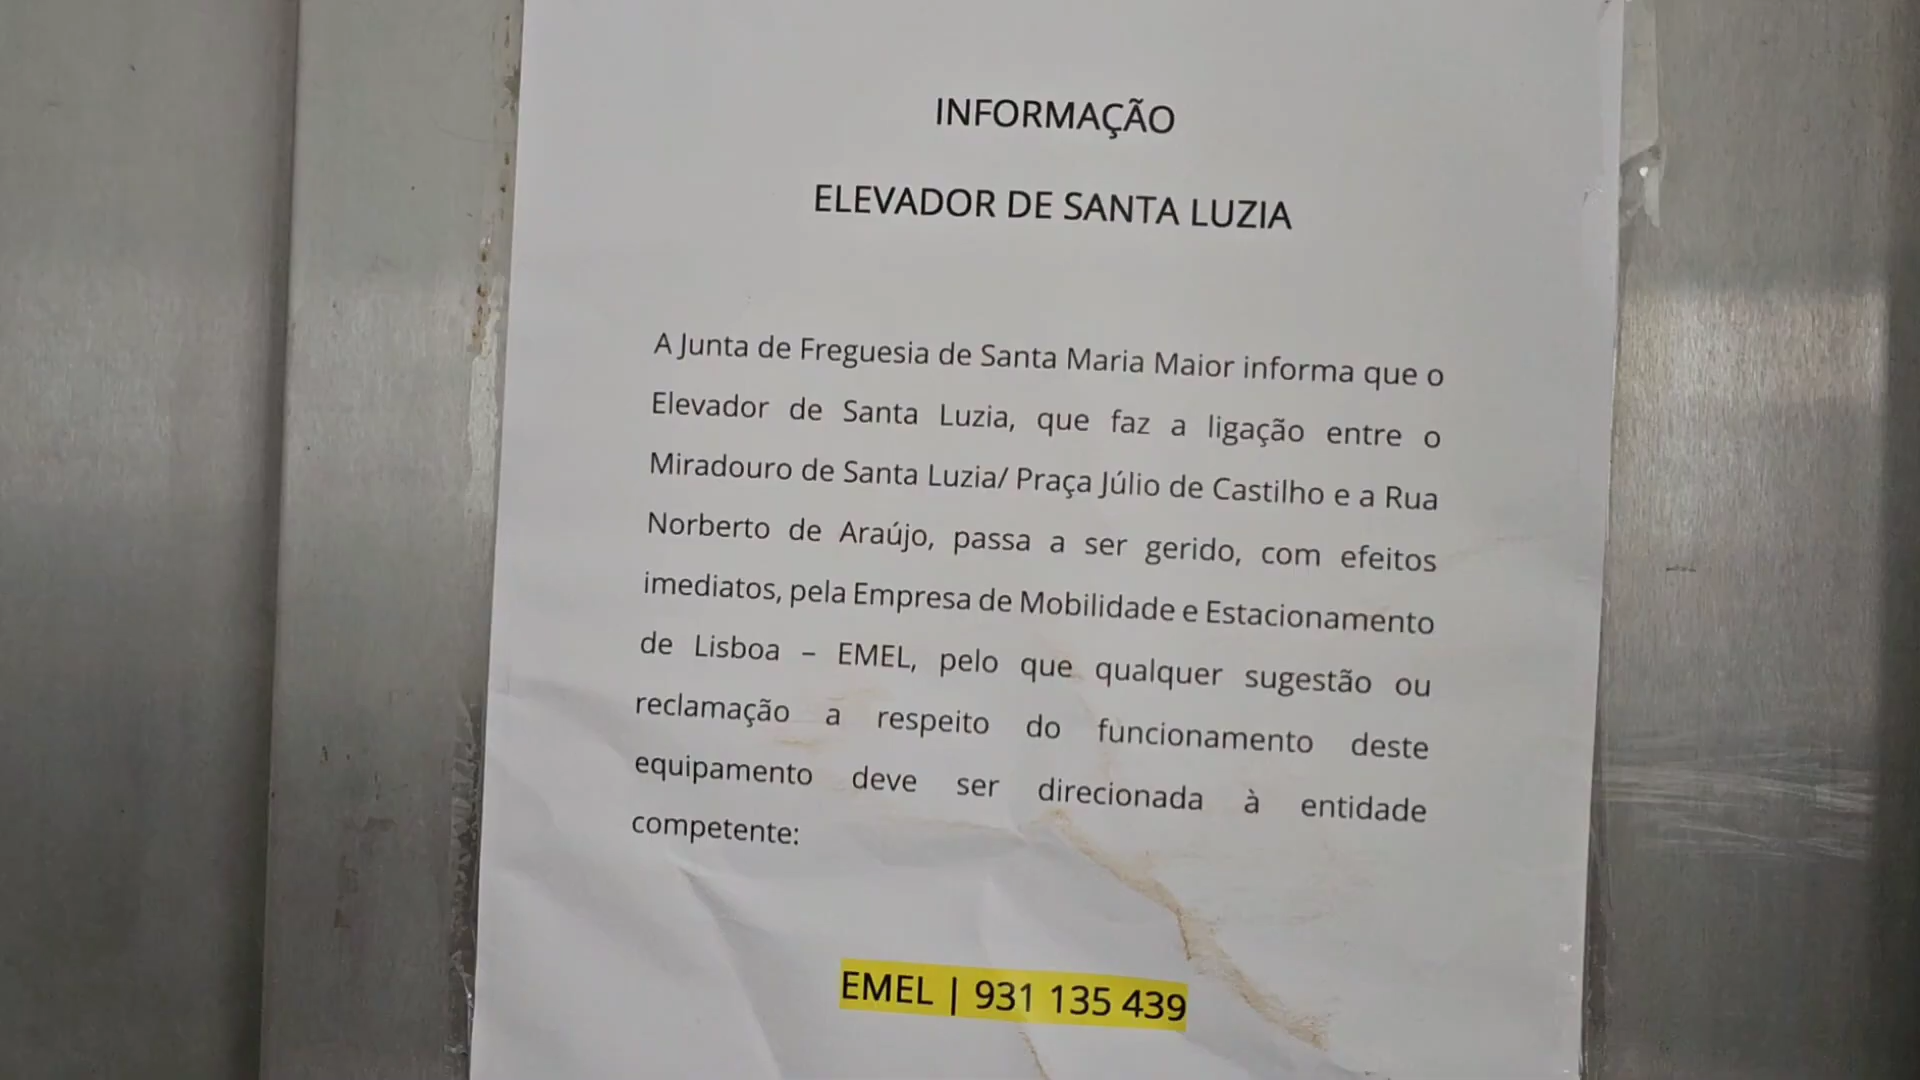 INFORMAÇÃO
ELEVADOR DE SANTA LUZIA
A Junta de Freguesia de Santa Maria Maior informa que o
Elevador de Santa Luzia, que faz a ligação entre o
Miradouro de Santa Luzia/ Praça Júlio de Castilho e a Rua
Norberto de Araújo, passa a ser gerido, com efeitos
imediatos, pela Empresa de Mobilidade e Estacionamento
de Lisboa – EMEL, pelo que qualquer sugestão ou
reclamação a respeito do funcionamento deste
equipamento deve ser direcionada à entidade
competente:
EMEL | 931 135 439